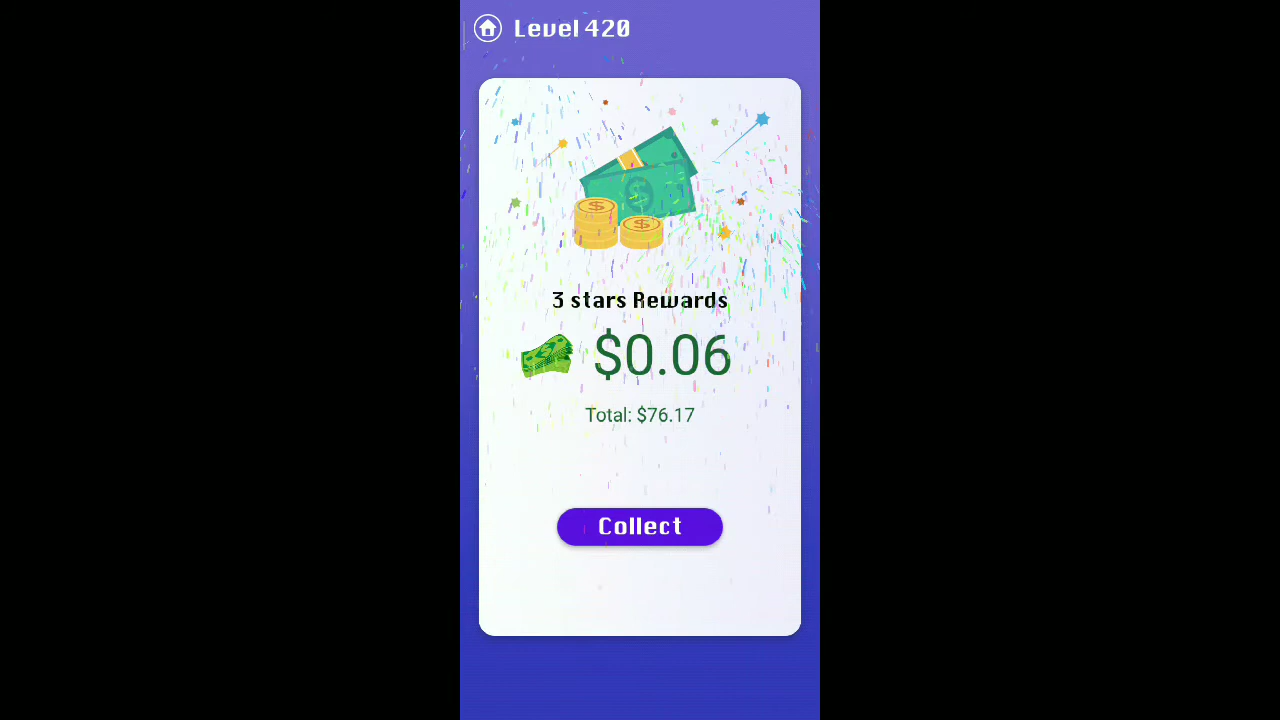 Level 420
3 stars Rewards
$0.06
Total: $76.17
Collect